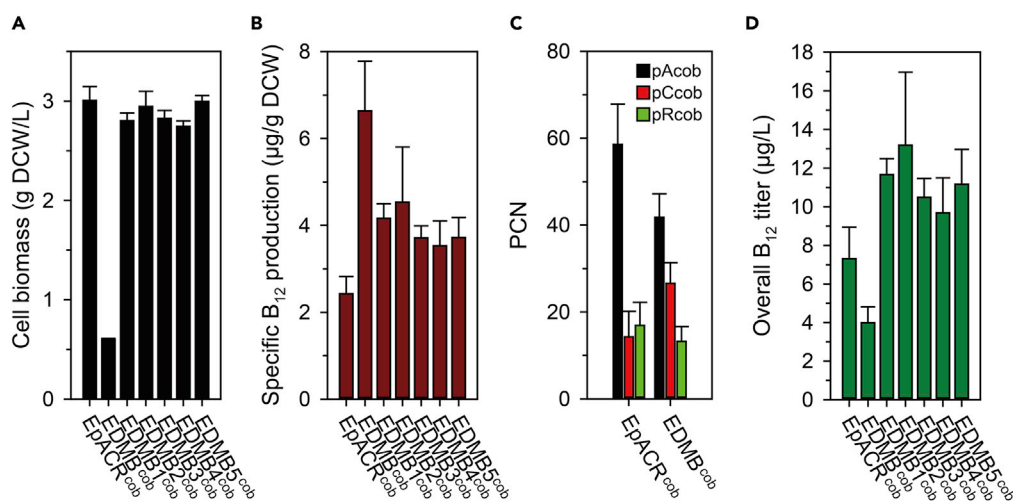 A
Cell biomass (g DCW/L)
3
1
0
EpACRcob
EDMBcob
EDMB1cob
EDMB2cob
EDMB3cob
EDMB4cob
EDMB5cob
B
Specific B12 production (µg/g DCW)
8
6
4
2
0
EpACRcob
EDMBcob
EDMB1cob
EDMB2cob
EDMB3cob
EDMB4cob
EDMB5cob
C
PCN
80
60
40
20
0
pAcob
pCcob
pRcob
EpACRcob
EDMBcob
D
Overall B12 titer (µg/L)
18
16
14
12
10
8
6
4
2
0
EpACRcob
EDMBcob
EDMB1cob
EDMB2cob
EDMB3cob
EDMB4cob
EDMB5cob